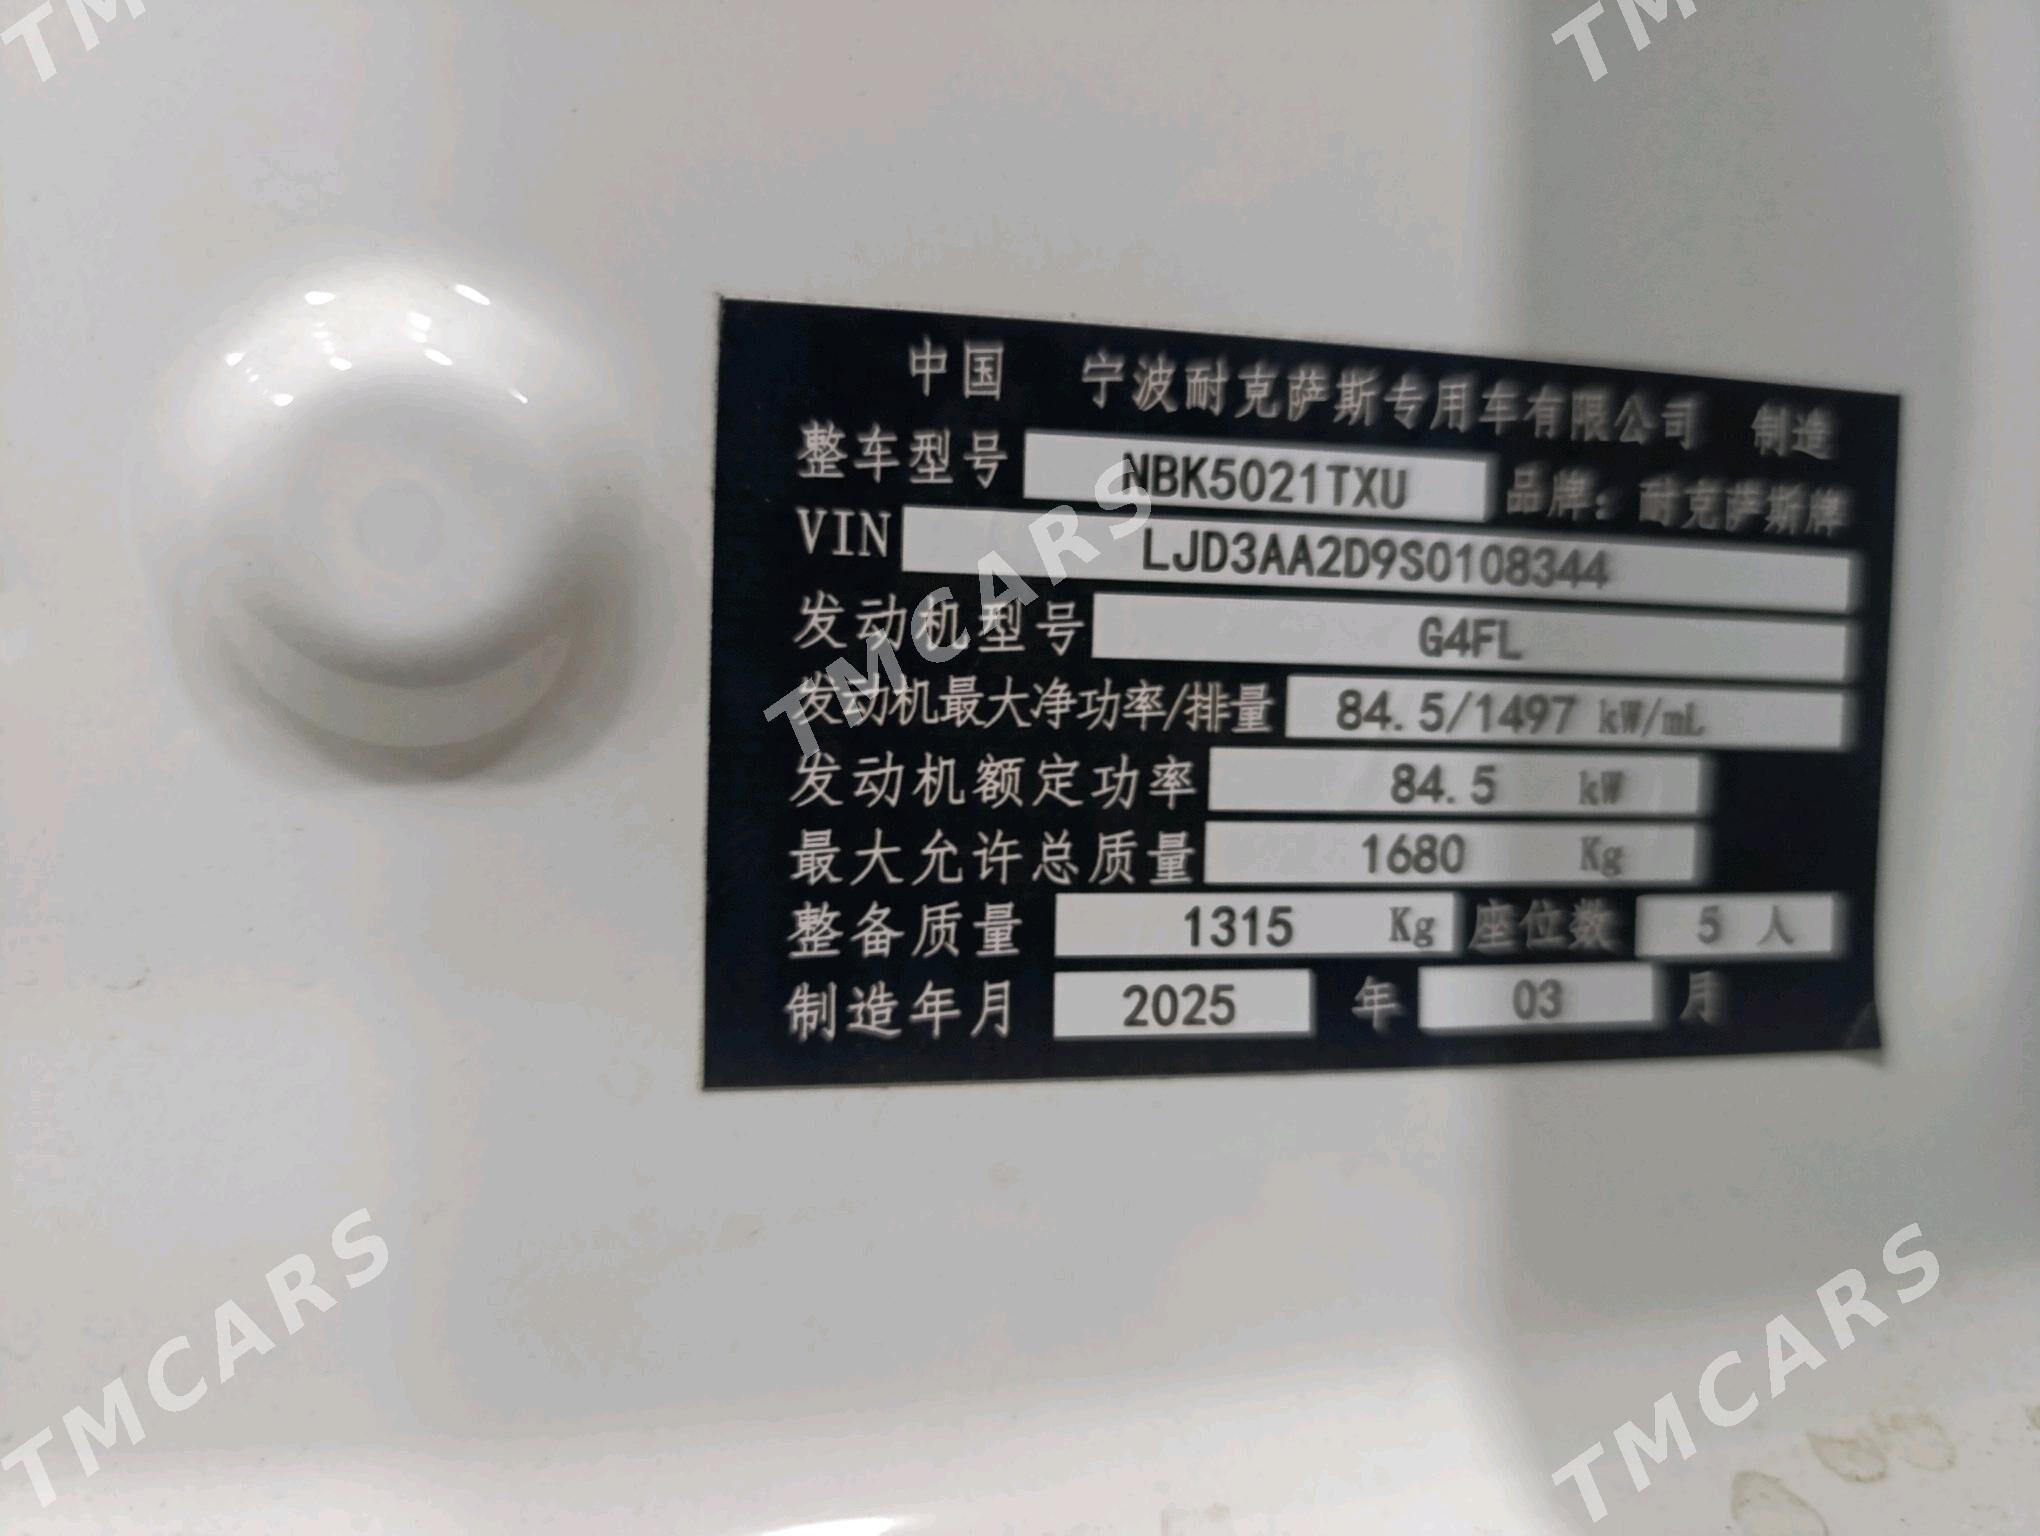 TMCARS
TMCARS
中国 宁波耐克萨斯专用车有限公司 制造
整车型号 NBK5021TXU 品牌：耐克萨斯牌
VIN LJD3AA2D9S0108344
发动机型号 G4FL
发动机最大净功率/排量 84.5/1497 kW/mL
发动机额定功率 84.5 kW
最大允许总质量 1680 Kg
整备质量 1315 Kg 座位数 5 人
制造年月 2025 年 03 月
TMCARS
TMCARS